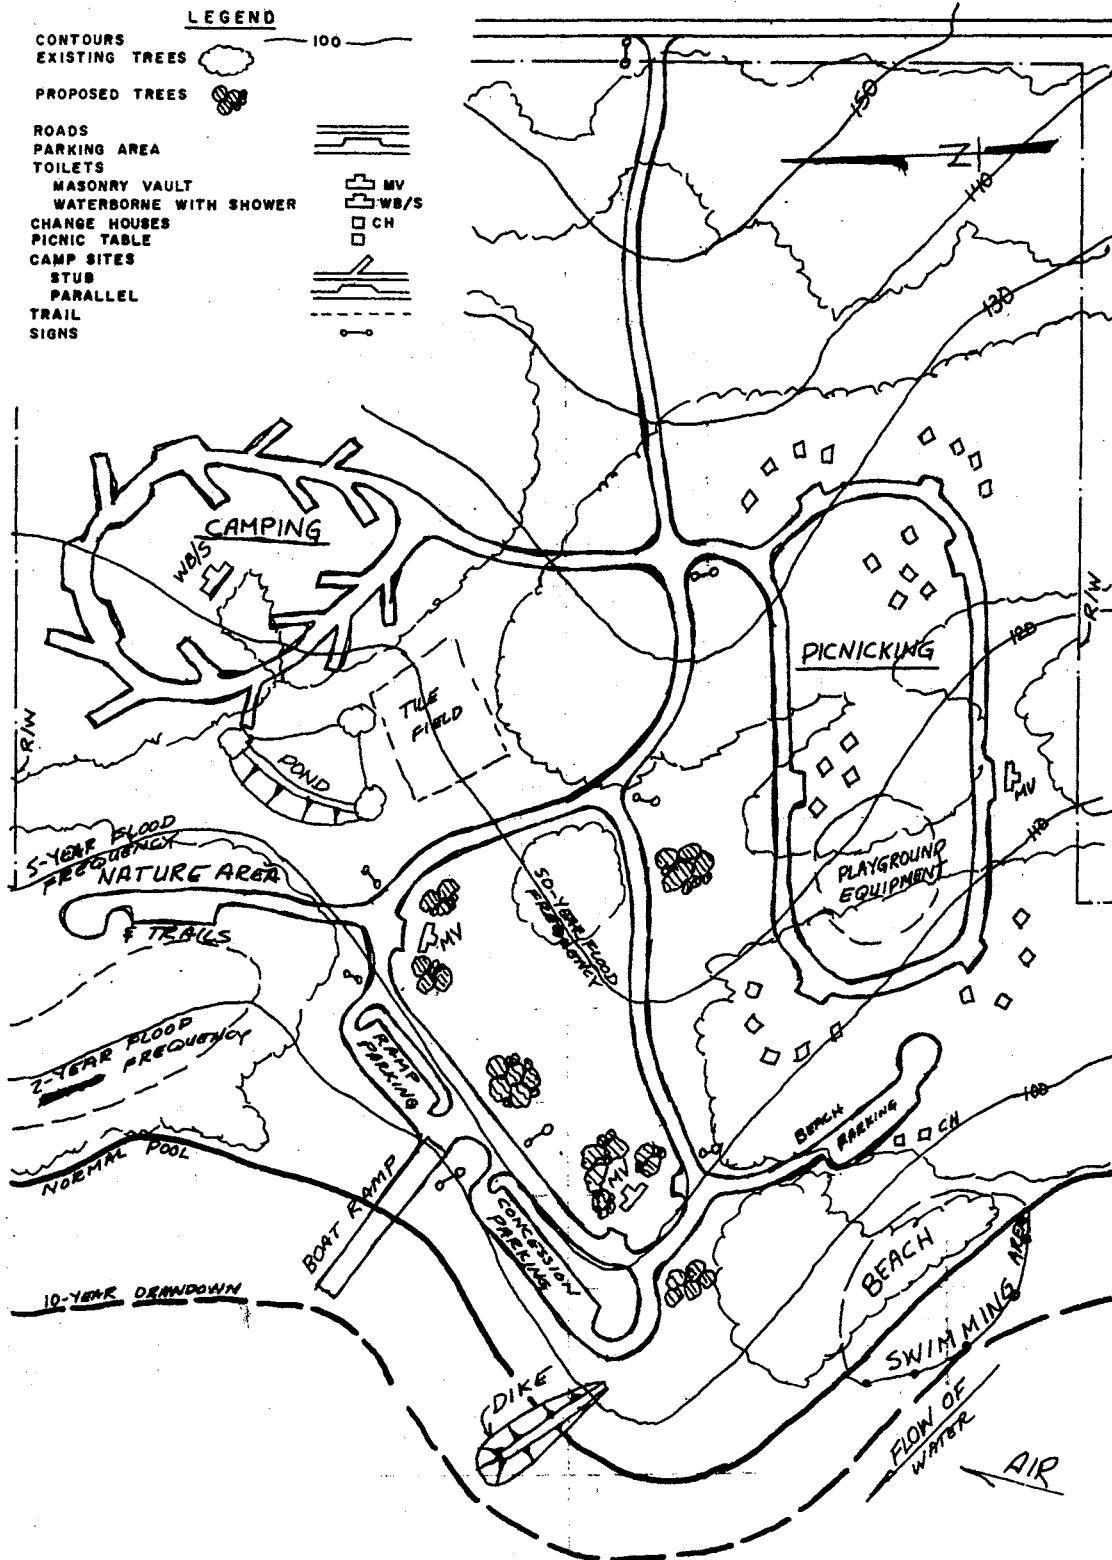 LEGEND
CONTOURS
100
EXISTING TREES
PROPOSED TREES
ROADS
PARKING AREA
TOILETS
MASONRY VAULT
MV
WATERBORNE WITH SHOWER
WB/S
CHANGE HOUSES
CH
PICNIC TABLE
CAMP SITES
STUB
PARALLEL
TRAIL
SIGNS
150
N
140
130
CAMPING
WB/S
R/W
120
PICNICKING
TILE
FIELD
R/W
POND
MV
110
5-YEAR FLOOD
FREQUENCY
NATURE AREA
& TRAILS
MV
50-YEAR FLOOD
FREQUENCY
PLAYGROUND
EQUIPMENT
2-YEAR FLOOD
FREQUENCY
RAMP
PARKING
BEACH
PARKING
CH
100
NORMAL POOL
BOAT RAMP
MV
CONCESSION
PARKING
BEACH
SWIMMING AREA
10-YEAR DRAWDOWN
DIKE
FLOW OF
WATER
AIR